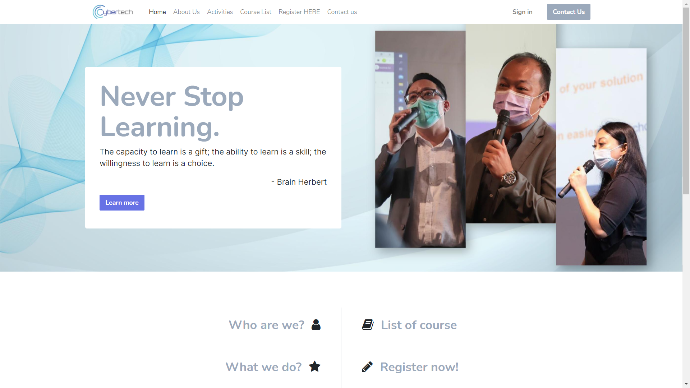 Cybertech
Home About Us Activities Course List Register HERE Contact us
Sign in
Contact Us
Never Stop
Learning.
The capacity to learn is a gift; the ability to learn is a skill; the
willingness to learn is a choice.
- Brain Herbert
Learn more
of your solution
an easier
Who are we?
List of course
What we do?
Register now!